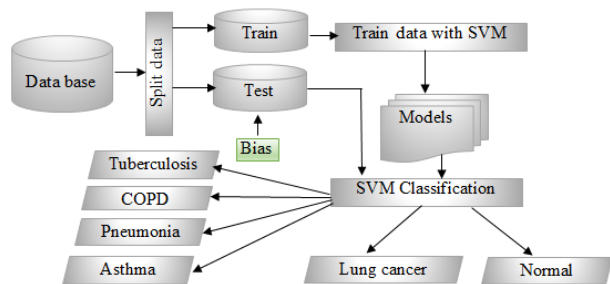 Data base
Split data
Train
Train data with SVM
Test
Models
Bias
Tuberculosis
SVM Classification
COPD
Pneumonia
Asthma
Lung cancer
Normal